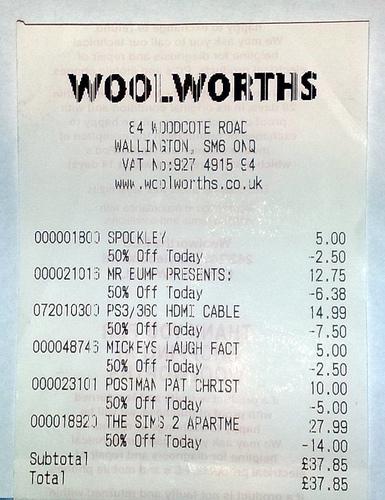 WOOLWORTHS
84 WOODCOTE ROAD
WALLINGTON, SM6 0NQ
VAT No:927 4915 94
www.woolworths.co.uk
000001800 SPOOKLEY 5.00
50% Off Today -2.50
000021016 MR BUMP PRESENTS: 12.75
50% Off Today -6.38
072010300 PS3/360 HDMI CABLE 14.99
50% Off Today -7.50
000048746 MICKEYS LAUGH FACT 5.00
50% Off Today -2.50
000023101 POSTMAN PAT CHRIST 10.00
50% Off Today -5.00
000018920 THE SIMS 2 APARTME 27.99
50% Off Today -14.00
Subtotal £37.85
Total £37.85